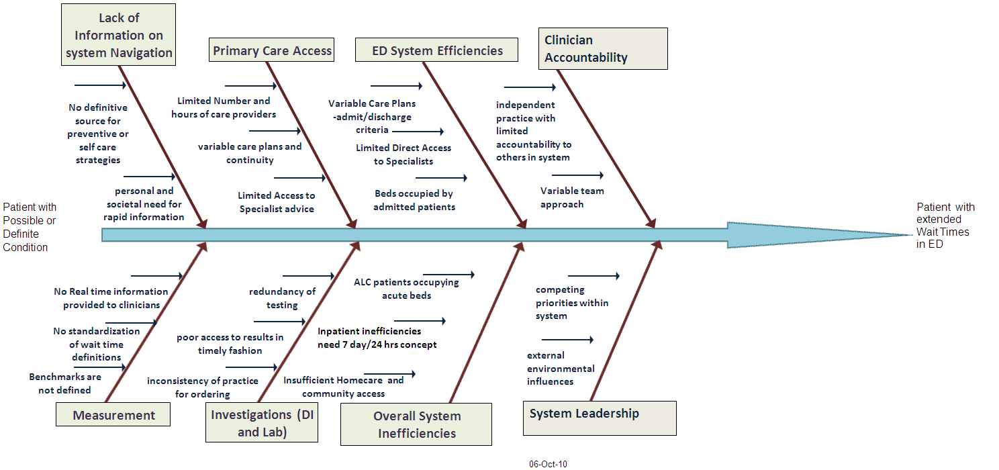 Lack of
Information on
system Navigation
Primary Care Access
ED System Efficiencies
Clinician
Accountability
No definitive
source for
preventive or
self care
strategies
personal and
societal need for
rapid information
Limited Number and
hours of care providers
variable care plans and
continuity
Limited Access to
Specialist advice
Variable Care Plans
-admit/discharge
criteria
Limited Direct Access
to Specialists
Beds occupied by
admitted patients
independent
practice with
limited
accountability to
others in system
Variable team
approach
Patient with
Possible or
Definite
Condition
Patient with
extended
Wait Times
in ED
No Real time information
provided to clinicians
No standardization
of wait time
definitions
Benchmarks are
not defined
redundancy of
testing
poor access to results in
timely fashion
inconsistency of practice
for ordering
ALC patients occupying
acute beds
Inpatient inefficiencies
need 7 day/24 hrs concept
Insufficient Homecare and
community access
competing
priorities within
system
external
environmental
influences
Measurement
Investigations (DI
and Lab)
Overall System
Inefficiencies
System Leadership
06-Oct-10